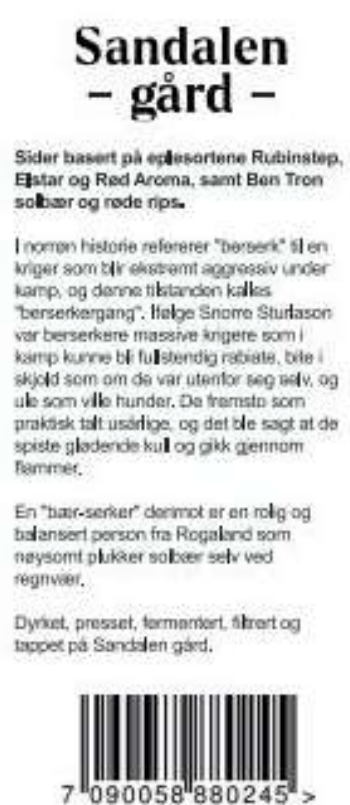 Sandalen
– gård –
Sider basert på eplesortene Rubinstep,
Elstar og Rød Aroma, samt Ben Tron
solbær og røde rips.
I norrøn historie refererer "berserk" til en
kriger som blir ekstremt aggressiv under
kamp, og denne tilstanden kalles
"berserkergang". Ifølge Snorre Sturlason
var berserkere massive krigere som i
kamp kunne bli fullstendig rabiate, bite i
skjold som om de var utenfor seg selv, og
ule som ville hunder. De fremsto som
praktisk talt usårlige, og det ble sagt at de
spiste glødende kull og gikk gjennom
flammer.
En "bær-serker" derimot er en rolig og
balansert person fra Rogaland som
nøysomt plukker solbær selv ved
regnvær.
Dyrket, presset, fermentert, filtrert og
tappet på Sandalen gård.
7 090058 880245 >